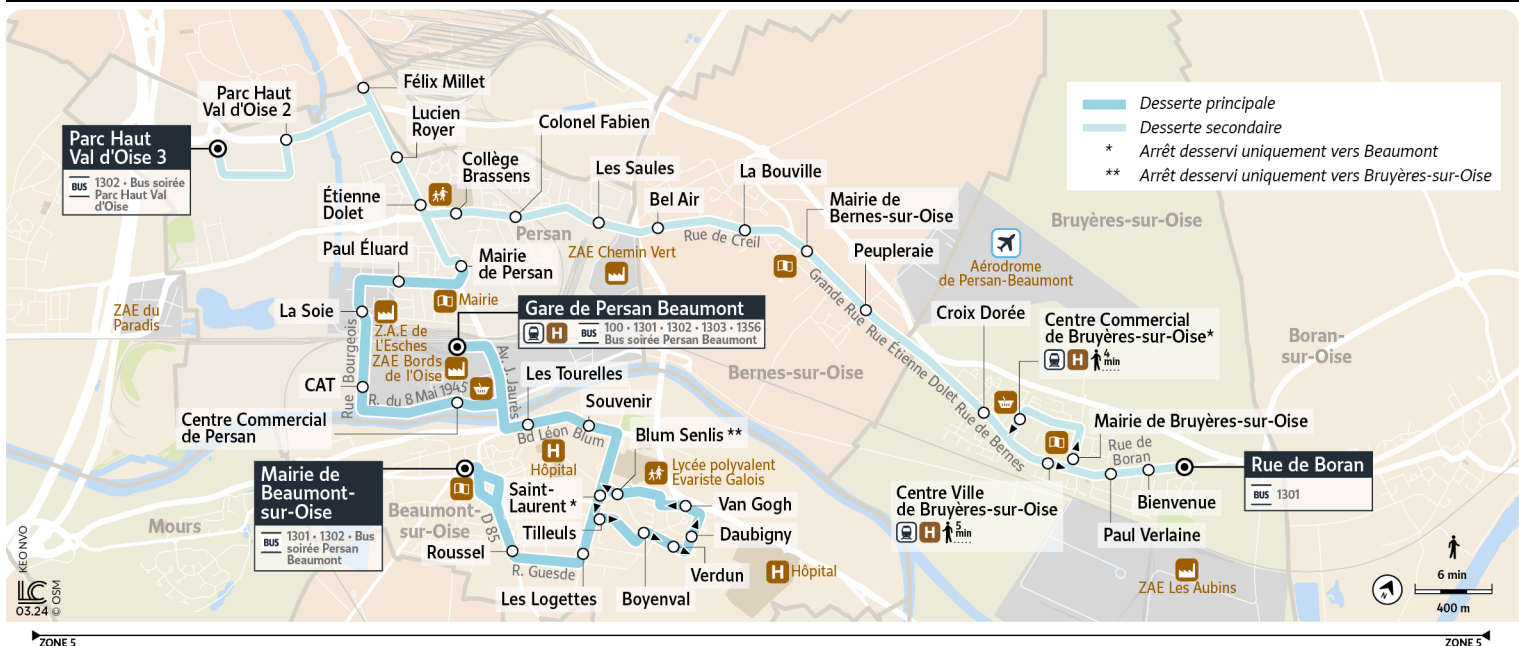 Félix Millet
Parc Haut
Val d'Oise 2
Lucien
Royer
Colonel Fabien
Parc Haut
Val d'Oise 3
BUS
1302 • Bus soirée
Parc Haut Val
d'Oise
Collège
Brassens
Les Saules
La Bouville
Étienne
Dolet
Bel Air
Mairie de
Bernes-sur-Oise
Persan
Rue de Creil
Paul Éluard
Mairie
de Persan
ZAE Chemin Vert
Peupleraie
Desserte principale
Desserte secondaire
* Arrêt desservi uniquement vers Beaumont
** Arrêt desservi uniquement vers Bruyères-sur-Oise
Bruyères-sur-Oise
Aérodrome
de Persan-Beaumont
ZAE du
Paradis
La Soie
Mairie
Gare de Persan Beaumont
H
BUS
100 • 1301 • 1302 • 1303 • 1356
Bus soirée Persan Beaumont
Z.A.E de
L'Esches
ZAE Bords
de l'Oise
Rue Bourgeois
Av. J. Jaurès
Grande Rue
Rue Étienne Dolet
Rue de Bernes
Croix Dorée
Centre Commercial
de Bruyères-sur-Oise*
H
4
min
Boran-
sur-Oise
Bernes-sur-Oise
CAT
R. du 8 Mai 1945
Les Tourelles
Centre Commercial
de Persan
Souvenir
Bd Léon Blum
H
Hôpital
Blum Senlis **
Lycée polyvalent
Evariste Galois
Mairie de Bruyères-sur-Oise
Rue de
Boran
Rue de Boran
BUS
1301
Bienvenue
Paul Verlaine
Centre Ville
de Bruyères-sur-Oise
H
5
min
Mairie de
Beaumont-
sur-Oise
BUS
1301 • 1302 • Bus
soirée Persan
Beaumont
Mours
Beaumont-
sur-Oise
D 85
Saint-
Laurent *
Tilleuls
Van Gogh
Daubigny
Roussel
R. Guesde
Verdun
H
Hôpital
Les Logettes
Boyenval
ZAE Les Aubins
6 min
400 m
KEO NVO
LC
03.24
© OSM
ZONE 5
ZONE 5